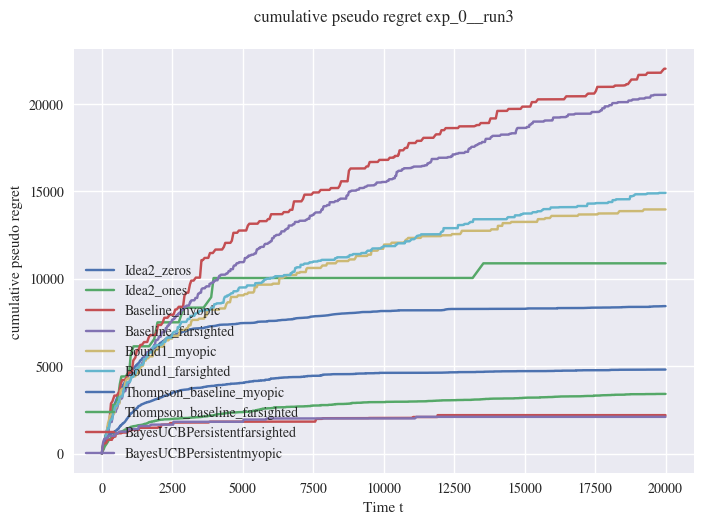 cumulative pseudo regret exp_0__run3
cumulative pseudo regret
20000
15000
10000
5000
0
Idea2_zeros
Idea2_ones
Baseline_myopic
Baseline_farsighted
Bound1_myopic
Bound1_farsighted
Thompson_baseline_myopic
Thompson_baseline_farsighted
BayesUCBPersistentfarsighted
BayesUCBPersistentmyopic
0 2500 5000 7500 10000 12500 15000 17500 20000
Time t